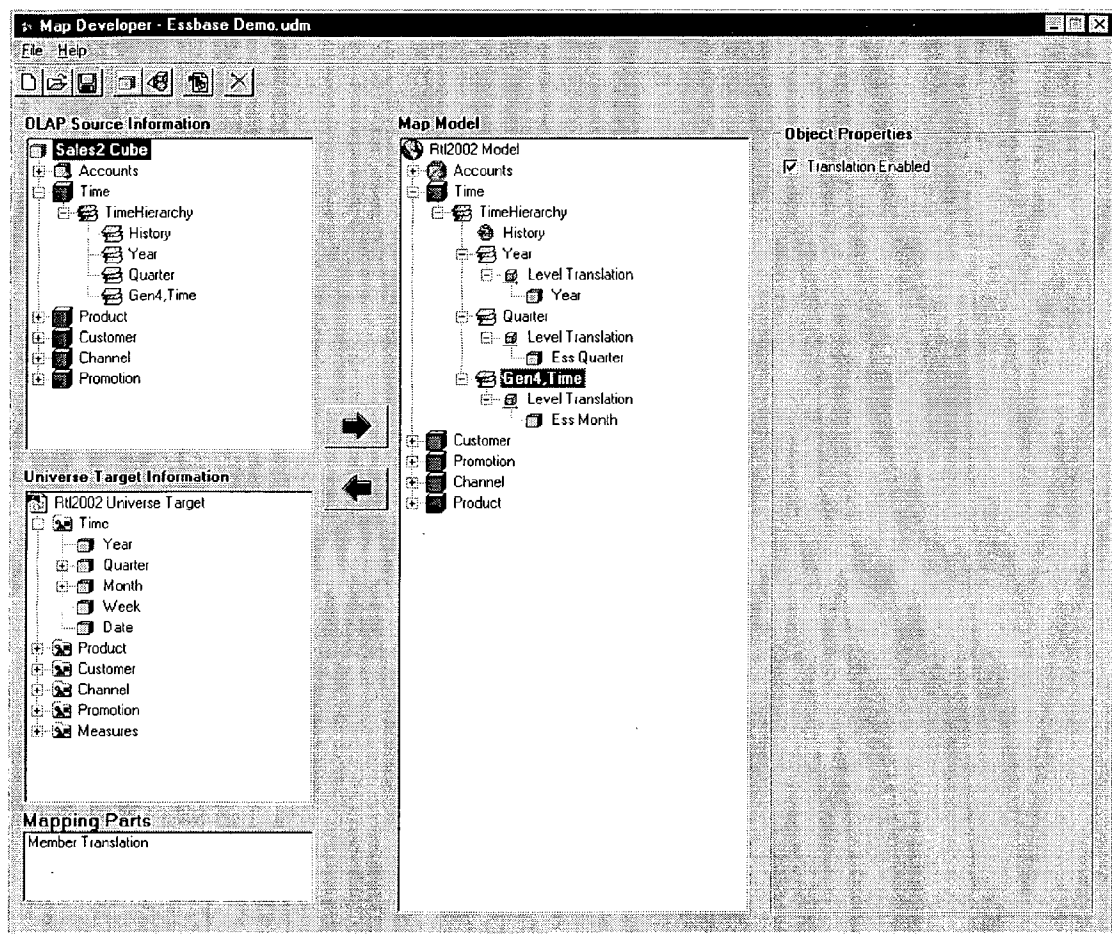 Map Developer - Essbase Demo.udm
File Help
OLAP Source Information
Sales2 Cube
Accounts
Time
TimeHierarchy
History
Year
Quarter
Gen4,Time
Product
Customer
Channel
Promotion
Universe Target Information
Rtl2002 Universe Target
Time
Year
Quarter
Month
Week
Date
Product
Customer
Channel
Promotion
Measures
Mapping Parts
Member Translation
Map Model
Rtl2002 Model
Accounts
Time
TimeHierarchy
History
Year
Level Translation
Year
Quarter
Level Translation
Ess Quarter
Gen4,Time
Level Translation
Ess Month
Customer
Promotion
Channel
Product
Object Properties
Translation Enabled